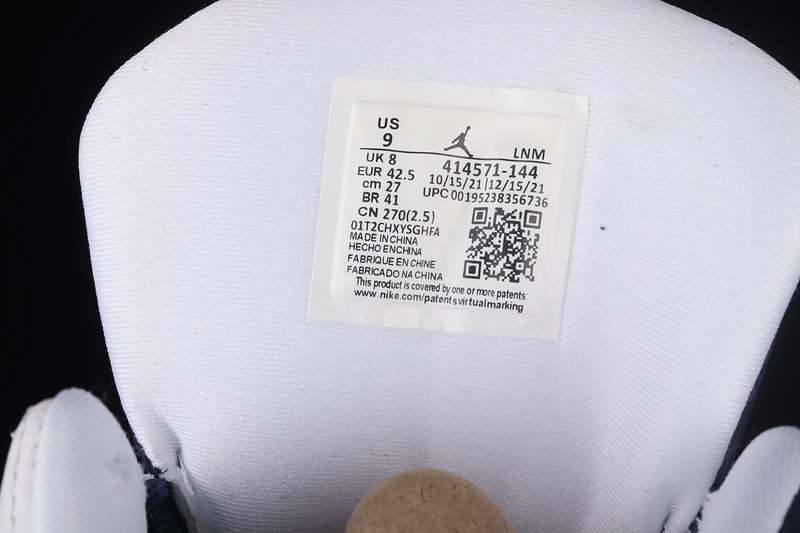 US
9
LNM
UK 8
414571-144
EUR 42.5
10/15/21|12/15/21
cm 27
UPC 00195238356736
BR 41
CN 270(2.5)
01T2CHXYSGHFA
MADE IN CHINA
HECHO EN CHINA
FABRIQUE EN CHINE
FABRICADO NA CHINA
This product is covered by one or more patents
www.nike.com/patentsvirtualmarking